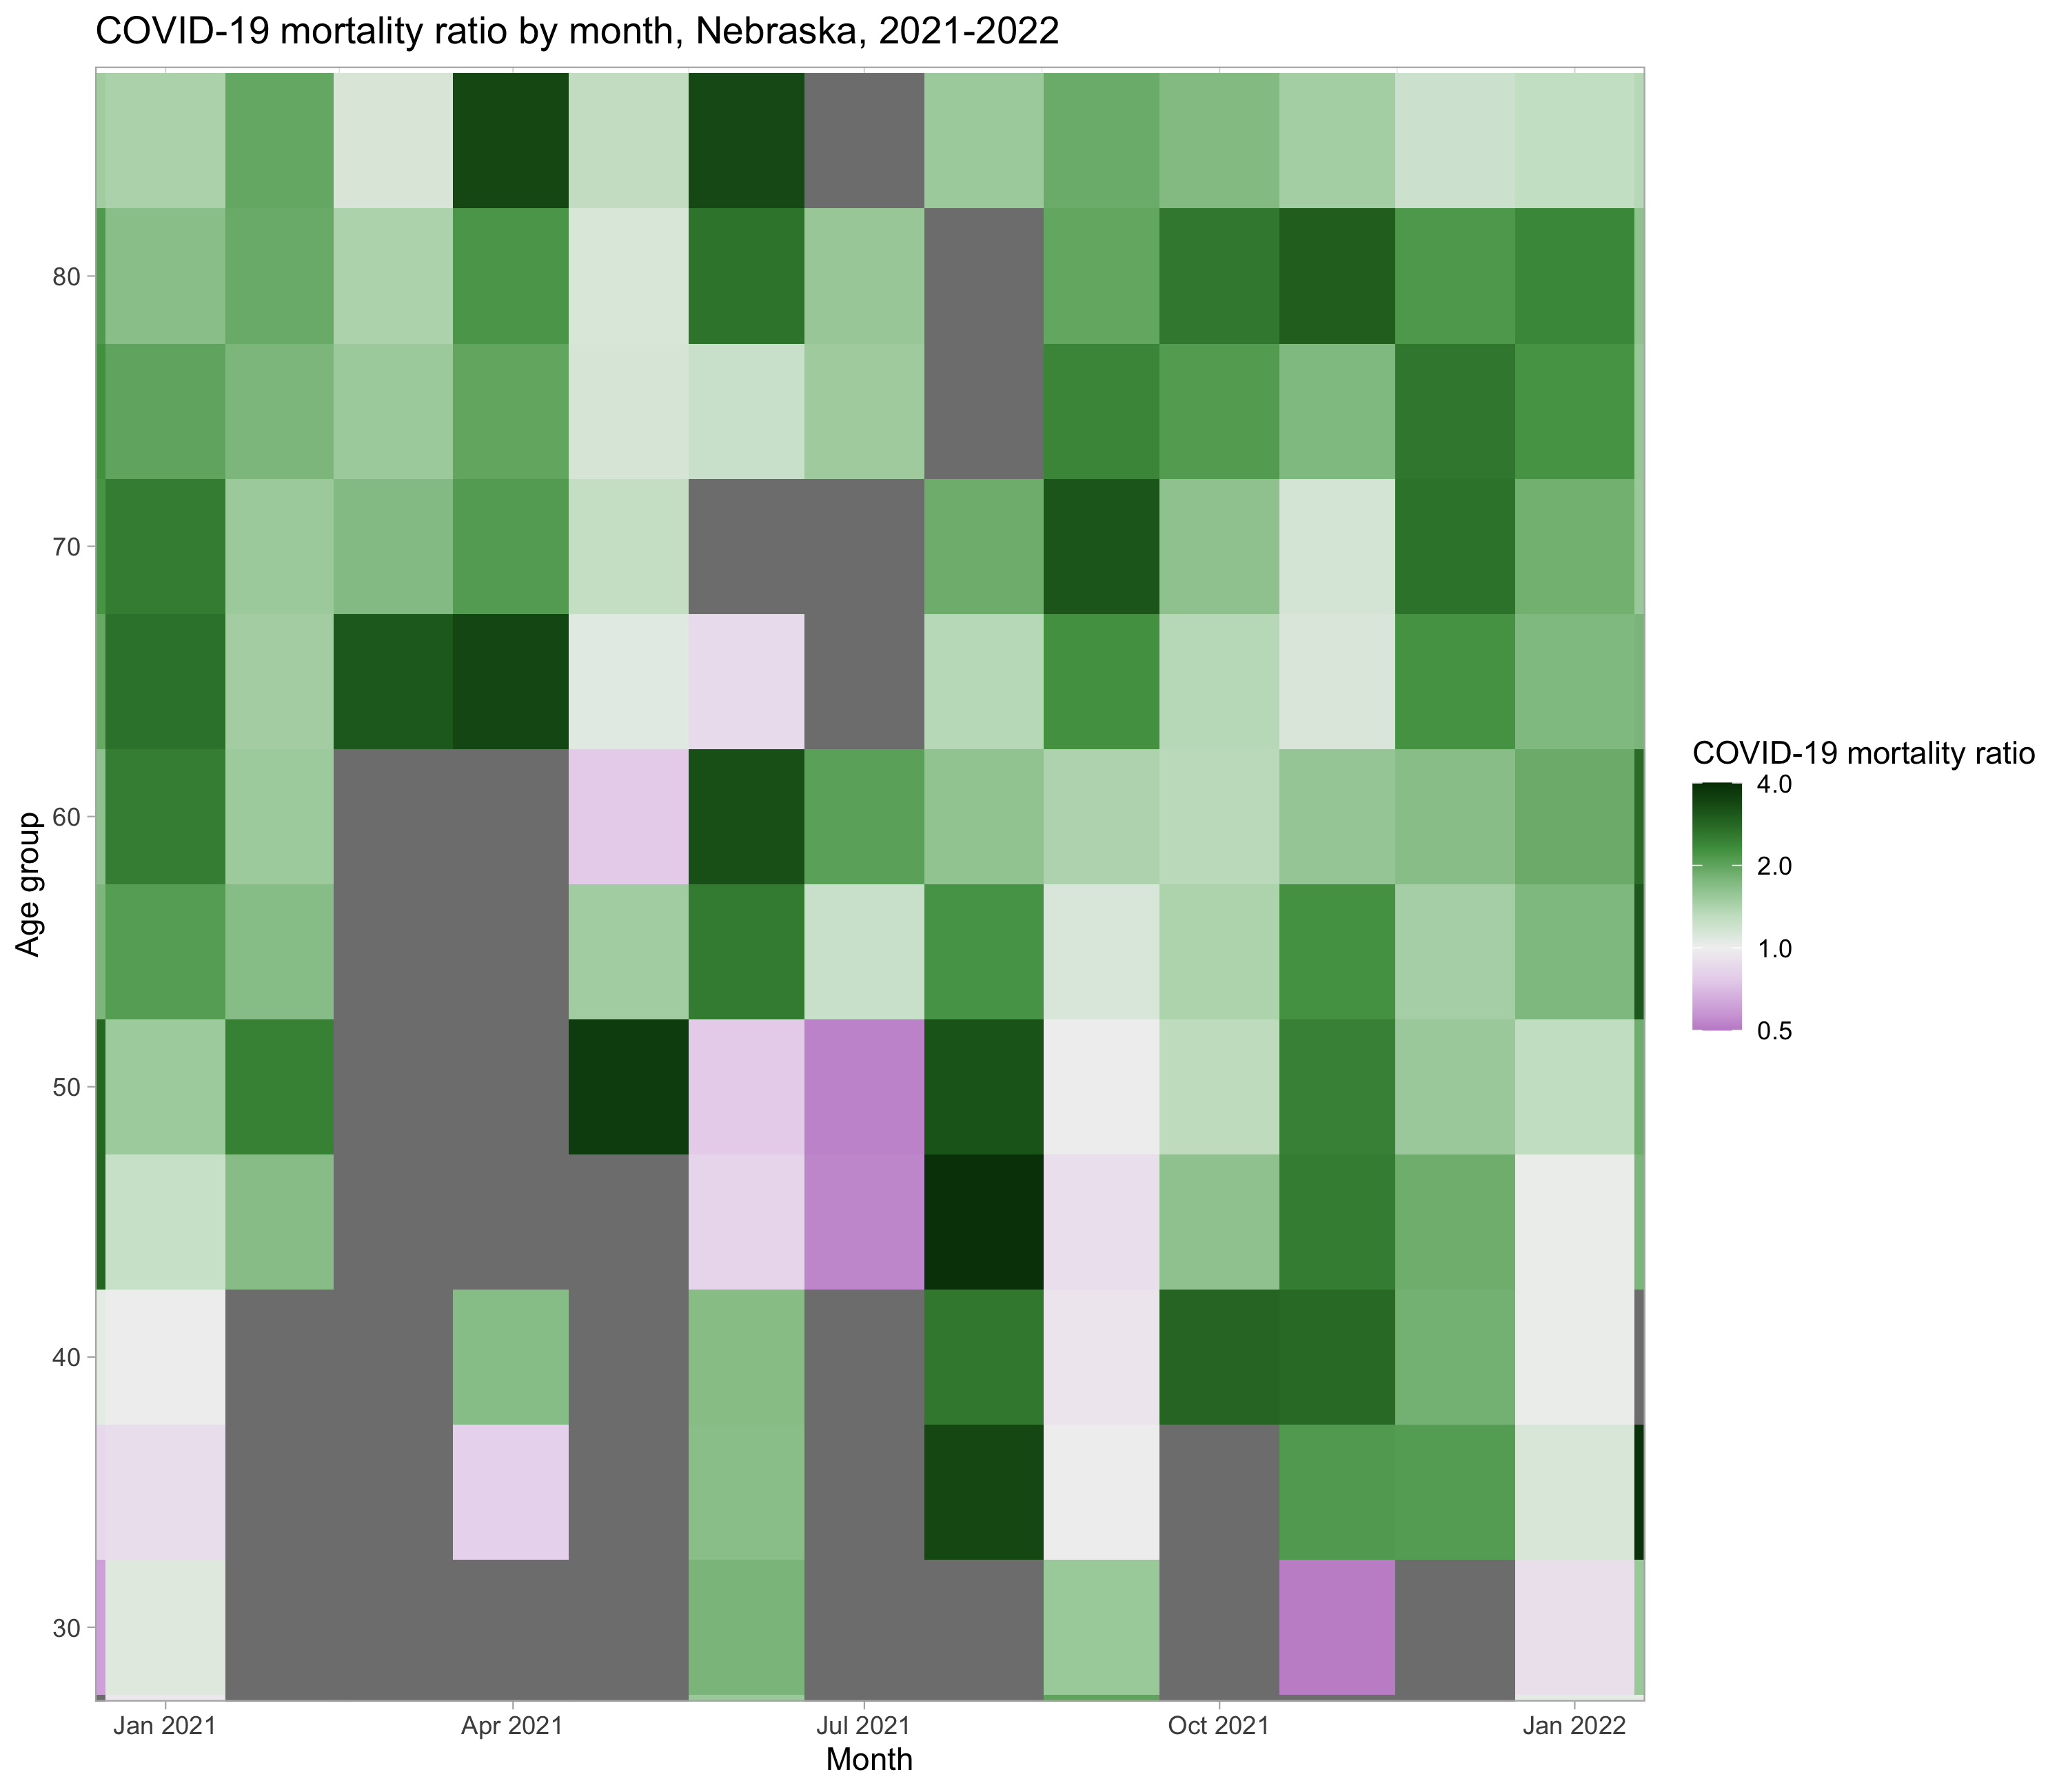 COVID-19 mortality ratio by month, Nebraska, 2021-2022
80
70
60
50
40
30
Age group
Jan 2021
Apr 2021
Jul 2021
Oct 2021
Jan 2022
Month
COVID-19 mortality ratio
4.0
2.0
1.0
0.5